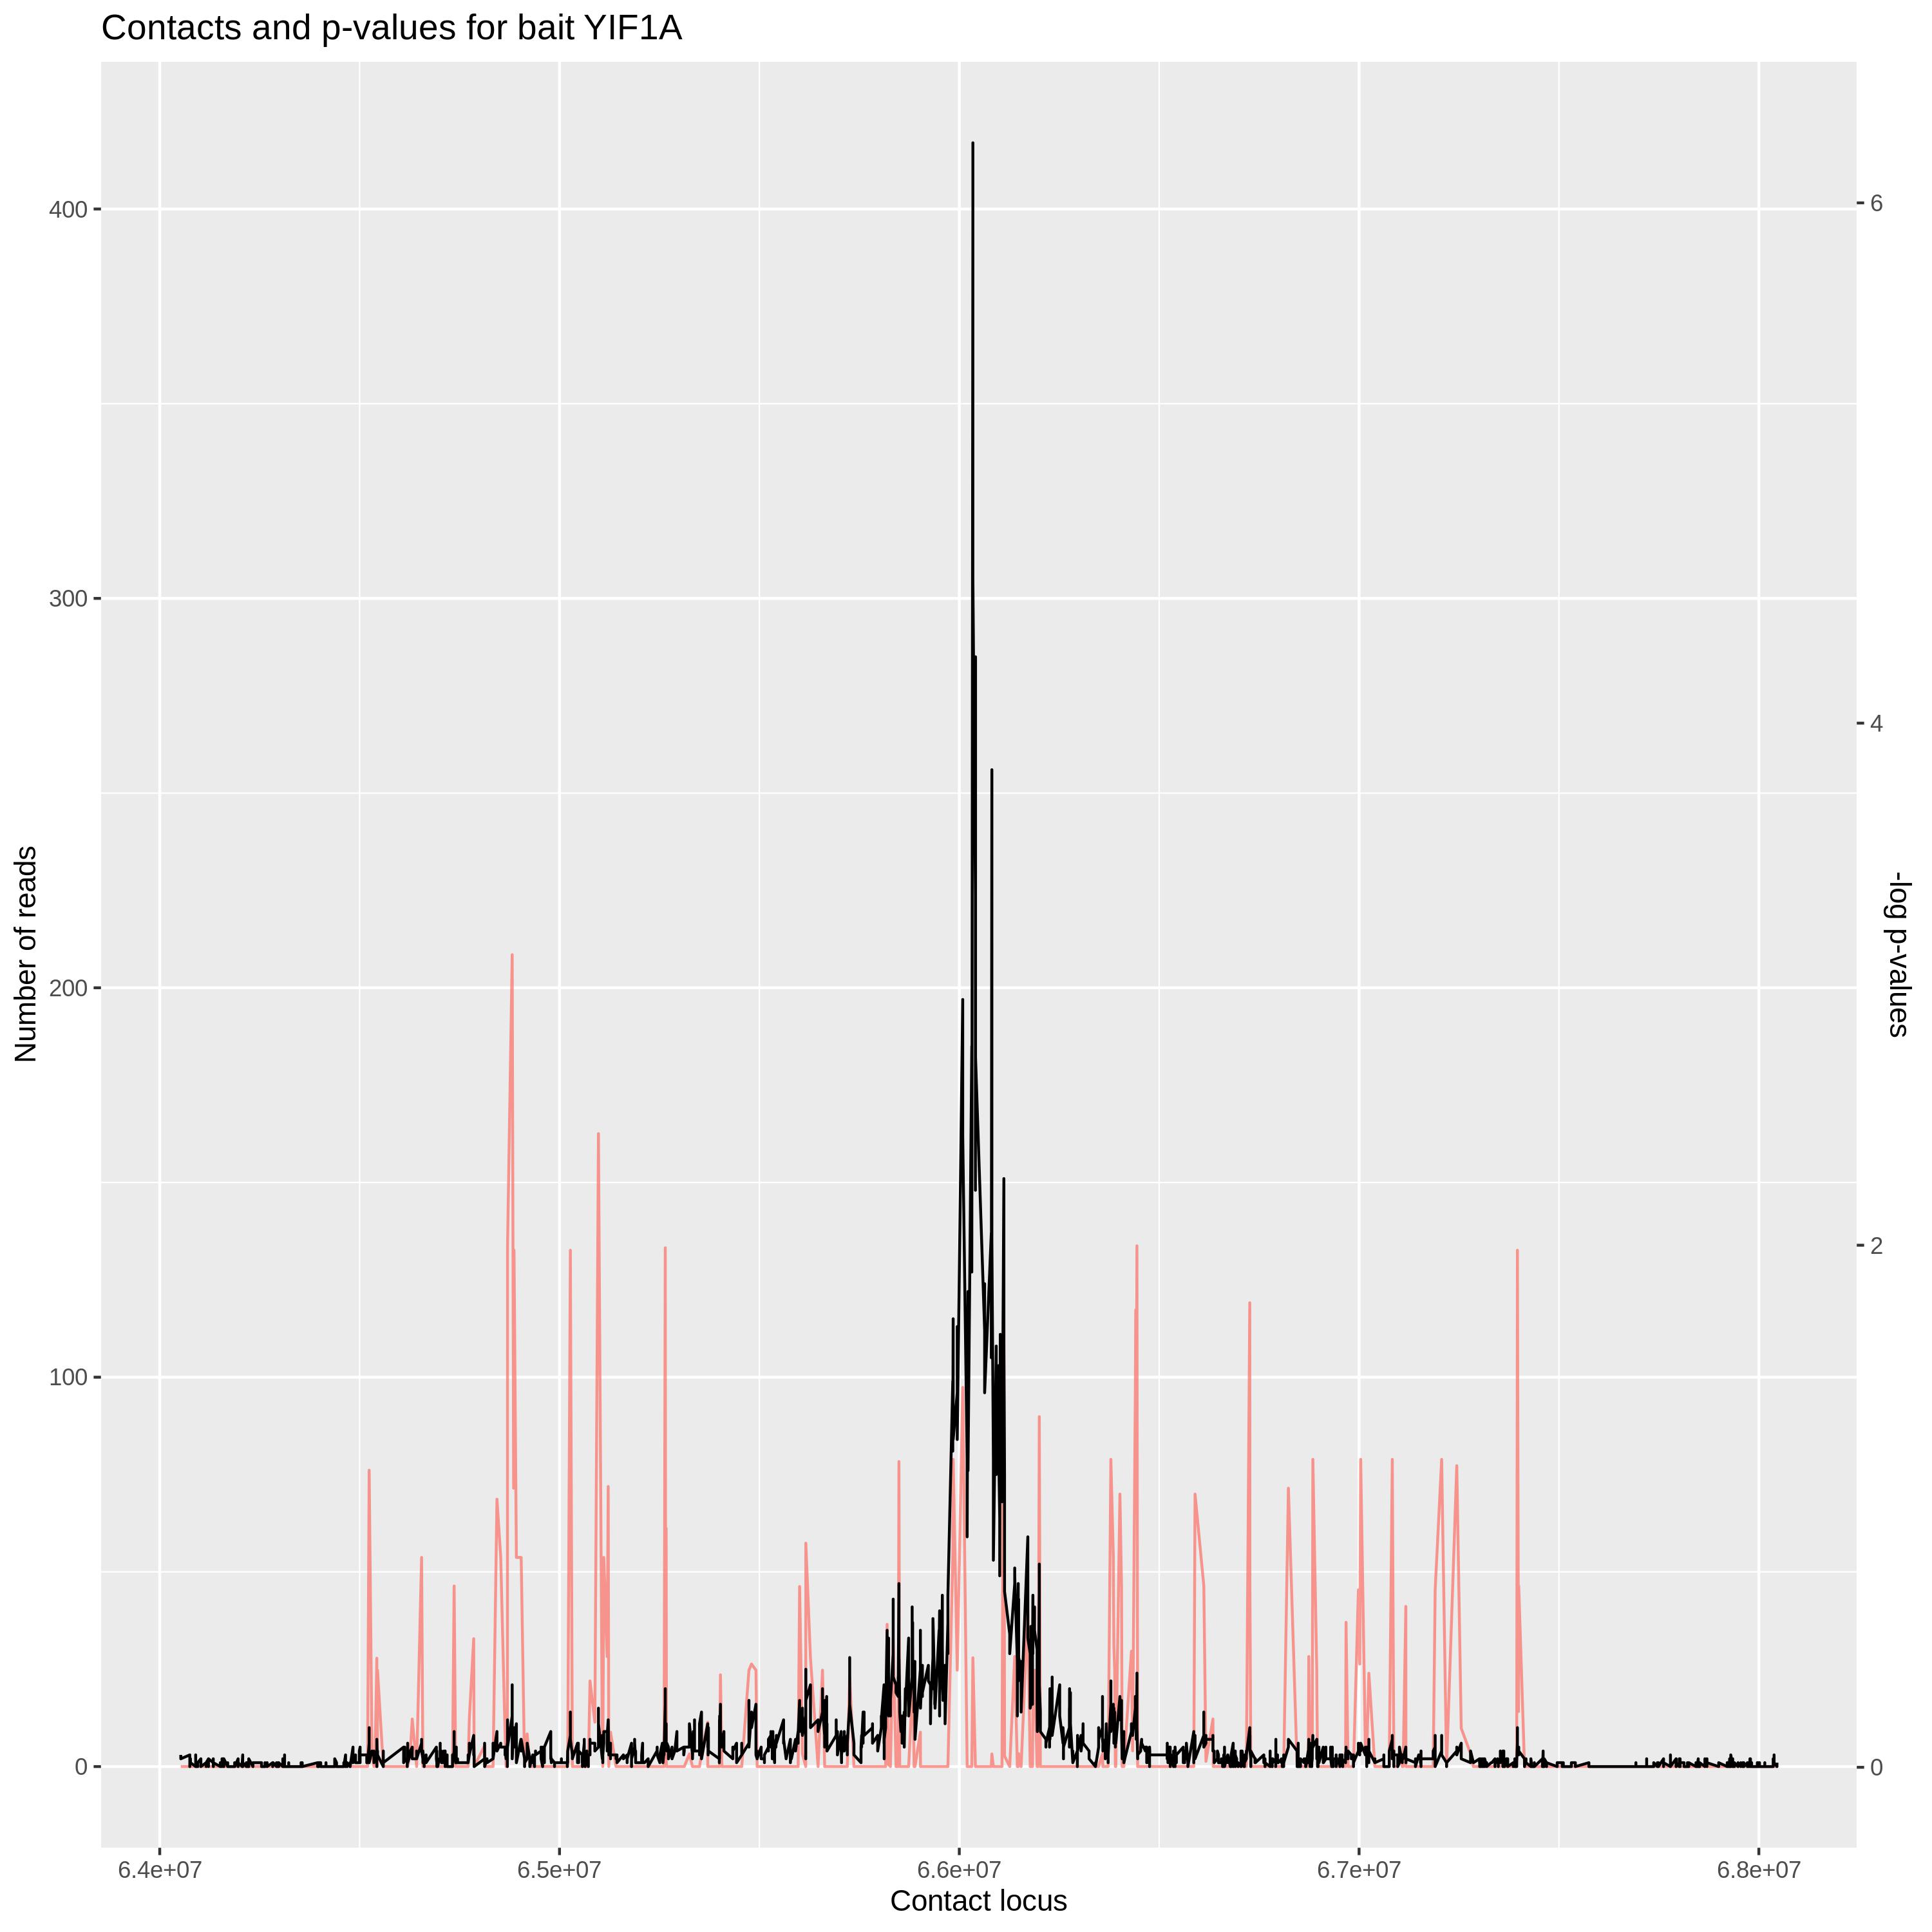 Contacts and p-values for bait YIF1A
400
300
200
100
0
6
4
2
0
Number of reads
-log p-values
6.4e+07
6.5e+07
6.6e+07
6.7e+07
6.8e+07
Contact locus